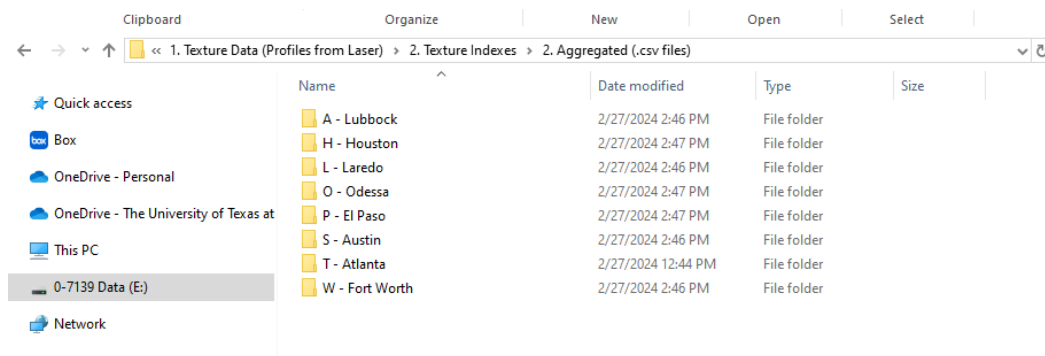 Clipboard Organize New Open Select
« 1. Texture Data (Profiles from Laser) > 2. Texture Indexes > 2. Aggregated (.csv files)
Name Date modified Type Size
Quick access
box Box
OneDrive - Personal
OneDrive - The University of Texas at
This PC
0-7139 Data (E:)
Network
A - Lubbock 2/27/2024 2:46 PM File folder
H - Houston 2/27/2024 2:47 PM File folder
L - Laredo 2/27/2024 2:46 PM File folder
O - Odessa 2/27/2024 2:47 PM File folder
P - El Paso 2/27/2024 2:47 PM File folder
S - Austin 2/27/2024 2:46 PM File folder
T - Atlanta 2/27/2024 12:44 PM File folder
W - Fort Worth 2/27/2024 2:46 PM File folder